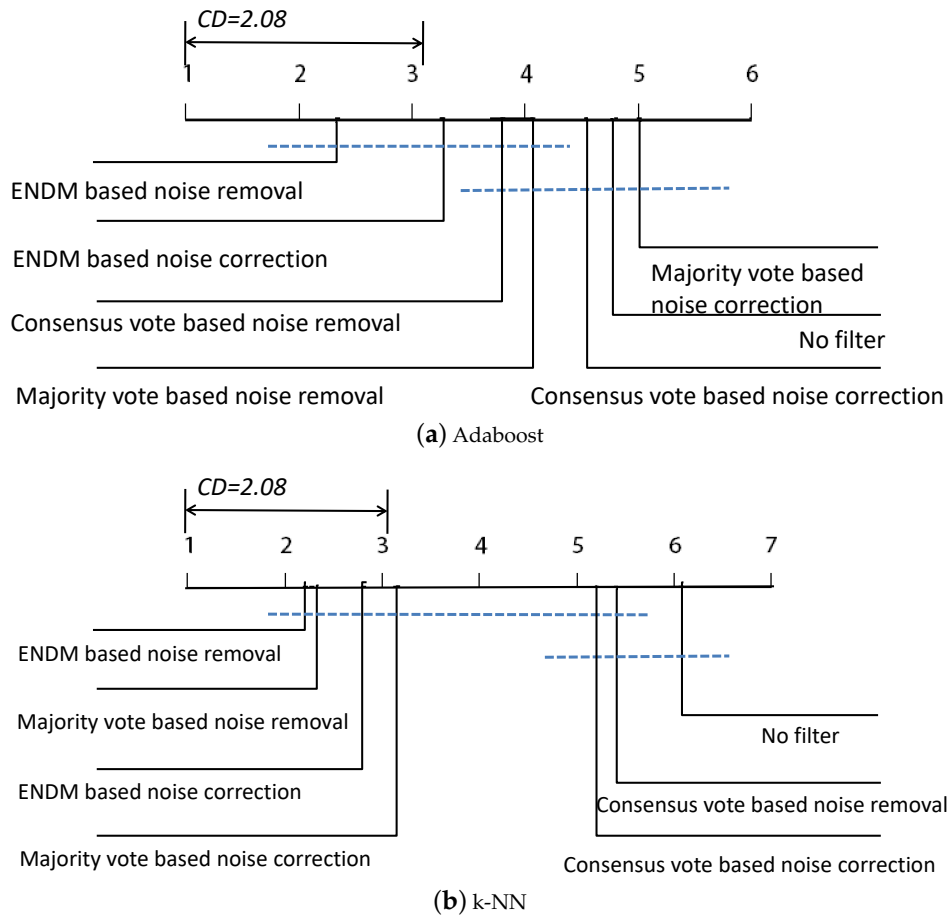 CD=2.08
1 2 3 4 5 6
ENDM based noise removal
ENDM based noise correction
Majority vote based
noise correction
Consensus vote based noise removal
No filter
Majority vote based noise removal
Consensus vote based noise correction
(a) Adaboost
CD=2.08
1 2 3 4 5 6 7
ENDM based noise removal
Majority vote based noise removal
No filter
ENDM based noise correction
Consensus vote based noise removal
Majority vote based noise correction
Consensus vote based noise correction
(b) k-NN